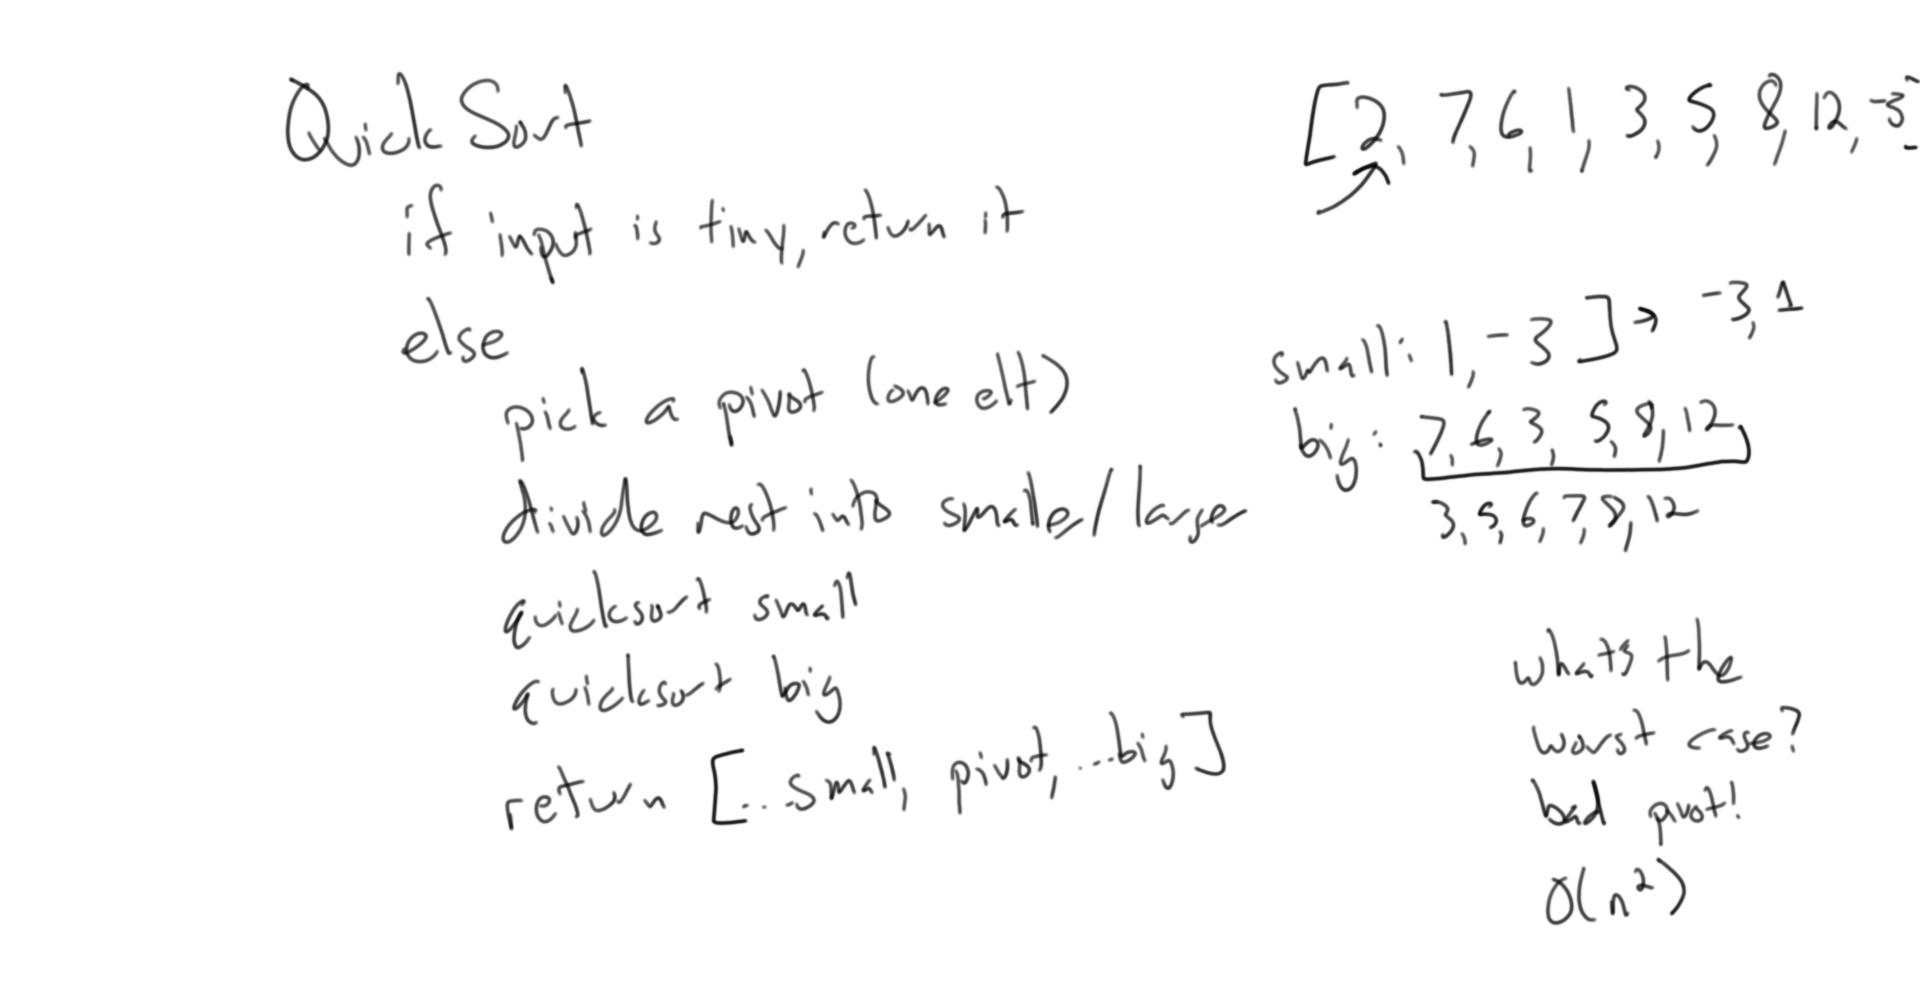 QuickSort
if input is tiny, return it
else
pick a pivot (one elt)
divide rest into smaller/larger
quicksort small
quicksort big
return [...small, pivot, ...big]
[2, 7, 6, 1, 3, 5, 8, 12, -3]
small: 1, -3] → -3, 1
big: 7, 6, 3, 5, 8, 12
3, 5, 6, 7, 8, 12
whats the
worst case?
bad pivot!
O(n²)